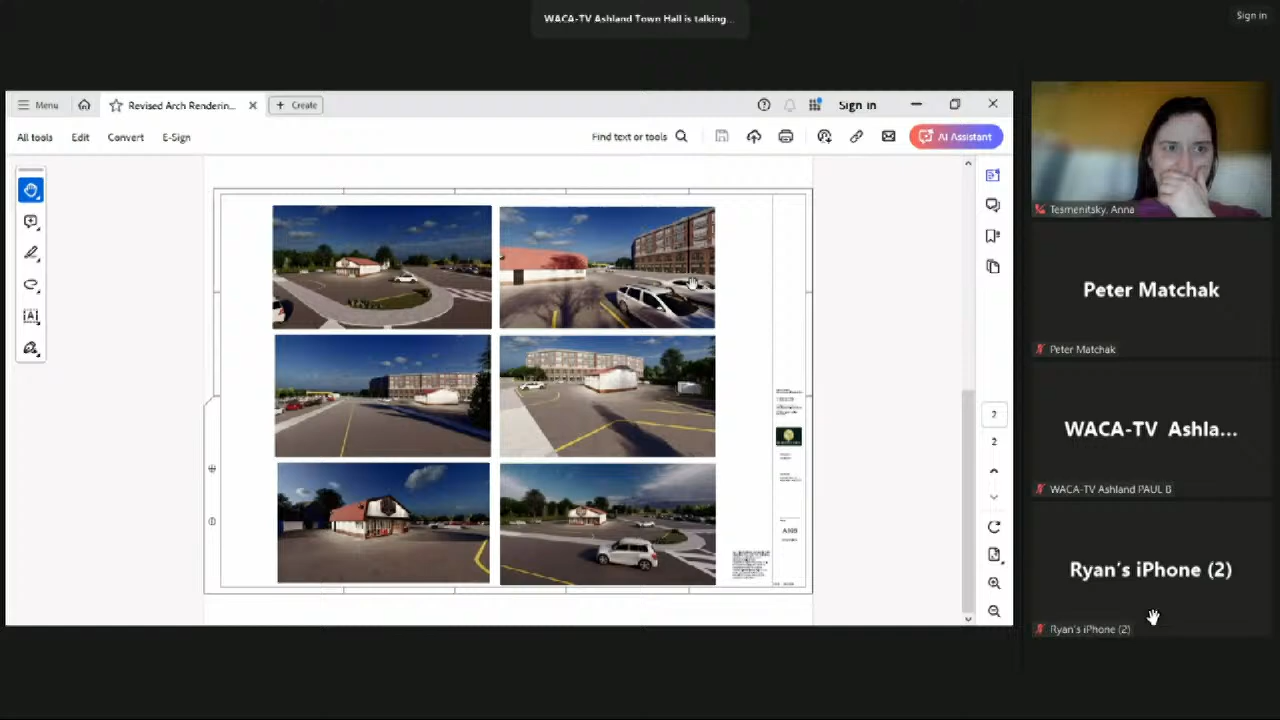 WACA-TV Ashland Town Hall is talking...
Sign in
Menu
Revised Arch Renderin...
Create
Sign in
All tools
Edit
Convert
E-Sign
Find text or tools
AI Assistant
Tesmenitsky, Anna
Peter Matchak
Peter Matchak
WACA-TV Ashla...
WACA-TV Ashland PAUL B
Ryan's iPhone (2)
Ryan's iPhone (2)
2
2